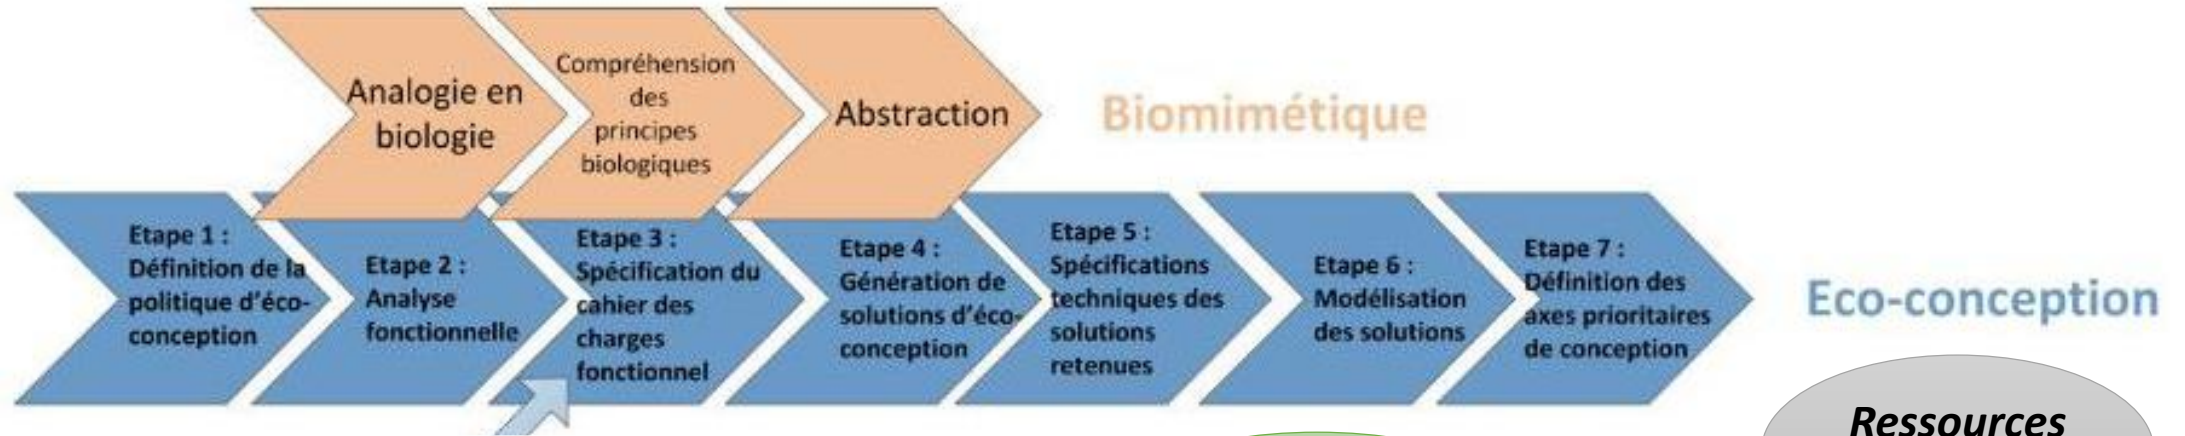 Analogie en
biologie
Compréhension
des
principes
biologiques
Abstraction
Biomimétique
Etape 1 :
Définition de la
politique d'éco-
conception
Etape 2 :
Analyse
fonctionnelle
Etape 3 :
Spécification du
cahier des
charges
fonctionnel
Etape 4 :
Génération de
solutions d'éco-
conception
Etape 5 :
Spécifications
techniques des
solutions
retenues
Etape 6 :
Modélisation
des solutions
Etape 7 :
Définition des
axes prioritaires
de conception
Eco-conception
Ressources